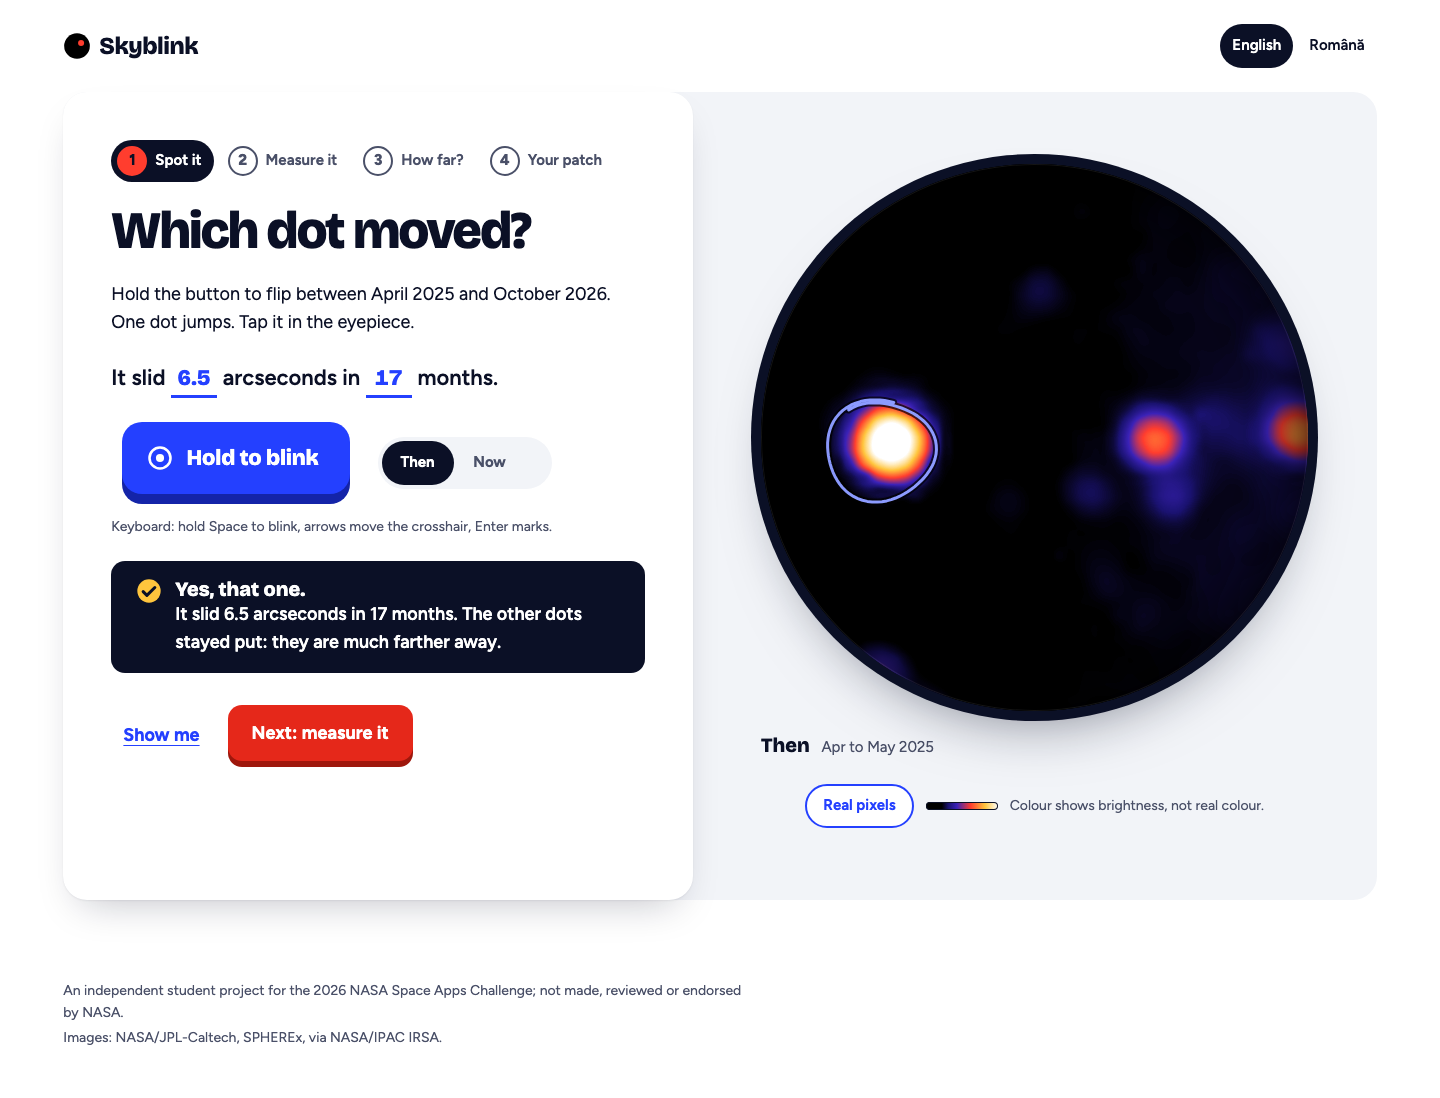 Skyblink
English
Română
1 Spot it
2 Measure it
3 How far?
4 Your patch
Which dot moved?
Hold the button to flip between April 2025 and October 2026.
One dot jumps. Tap it in the eyepiece.
It slid 6.5 arcseconds in 17 months.
Hold to blink
Then
Now
Keyboard: hold Space to blink, arrows move the crosshair, Enter marks.
Yes, that one.
It slid 6.5 arcseconds in 17 months. The other dots
stayed put: they are much farther away.
Show me
Next: measure it
Then Apr to May 2025
Real pixels
Colour shows brightness, not real colour.
An independent student project for the 2026 NASA Space Apps Challenge; not made, reviewed or endorsed
by NASA.
Images: NASA/JPL-Caltech, SPHEREx, via NASA/IPAC IRSA.